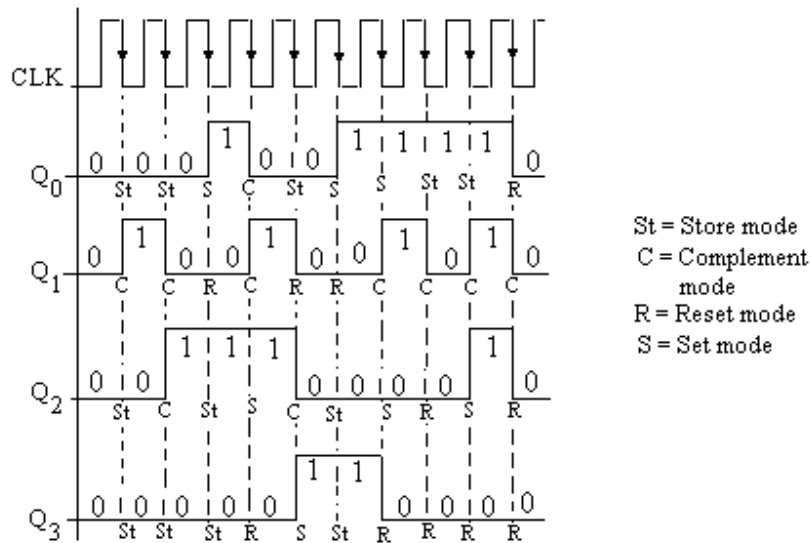 CLK
0 0 0 1 0 0 1 1 1 1 0
Q0
St St S C St S S St St R
0 1 0 0 1 0 0 1 0 1 0
Q1
C C R C R R C C C C
St = Store mode
C = Complement
mode
R = Reset mode
S = Set mode
0 0 1 1 1 0 0 0 0 1 0
Q2
St C St S C St S R S R
0 0 0 0 0 1 1 0 0 0 0
Q3
St St St R S St R R R R